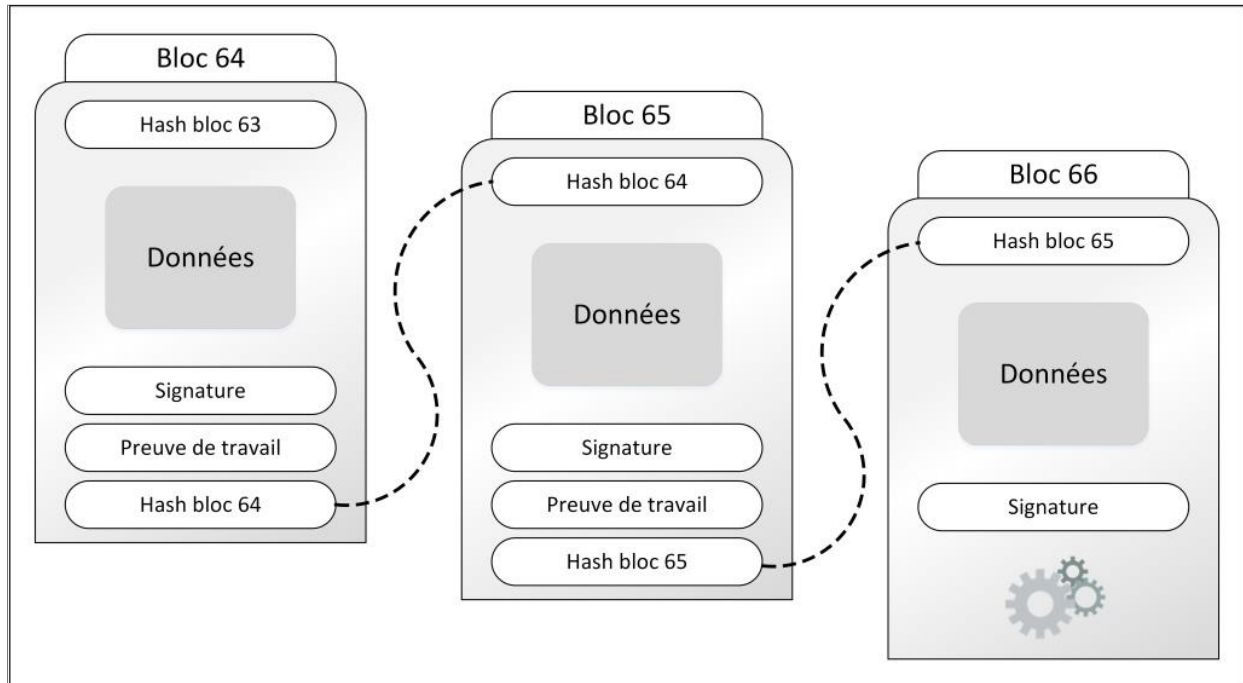 Bloc 64
Hash bloc 63
Données
Signature
Preuve de travail
Hash bloc 64
Bloc 65
Hash bloc 64
Données
Signature
Preuve de travail
Hash bloc 65
Bloc 66
Hash bloc 65
Données
Signature